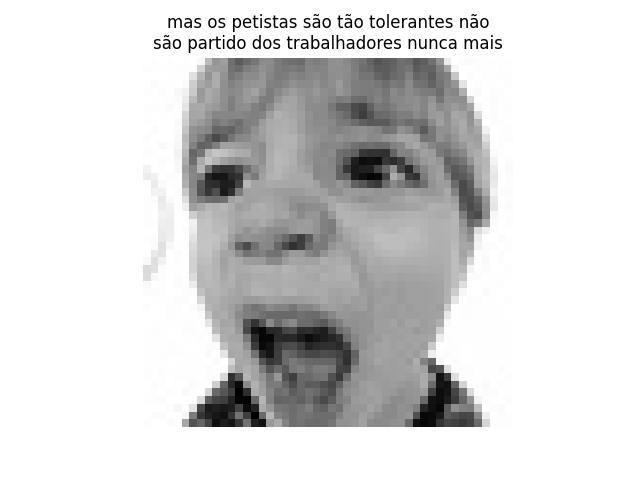 mas os petistas são tão tolerantes não
são partido dos trabalhadores nunca mais